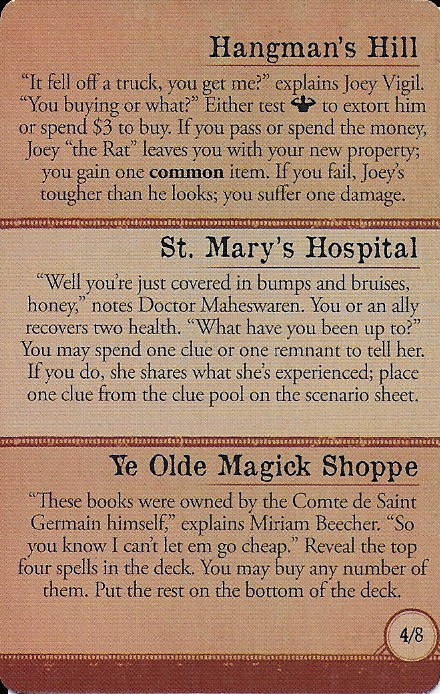 Hangman's Hill
“It fell off a truck, you get me?” explains Joey Vigil.
“You buying or what?” Either test to extort him
or spend $3 to buy. If you pass or spend the money,
Joey “the Rat” leaves you with your new property;
you gain one common item. If you fail, Joey's
tougher than he looks; you suffer one damage.
St. Mary's Hospital
“Well you're just covered in bumps and bruises,
honey,” notes Doctor Maheswaren. You or an ally
recovers two health. “What have you been up to?”
You may spend one clue or one remnant to tell her.
If you do, she shares what she's experienced; place
one clue from the clue pool on the scenario sheet.
Ye Olde Magick Shoppe
“These books were owned by the Comte de Saint
Germain himself,” explains Miriam Beecher. “So
you know I can't let em go cheap.” Reveal the top
four spells in the deck. You may buy any number of
them. Put the rest on the bottom of the deck.
4/8